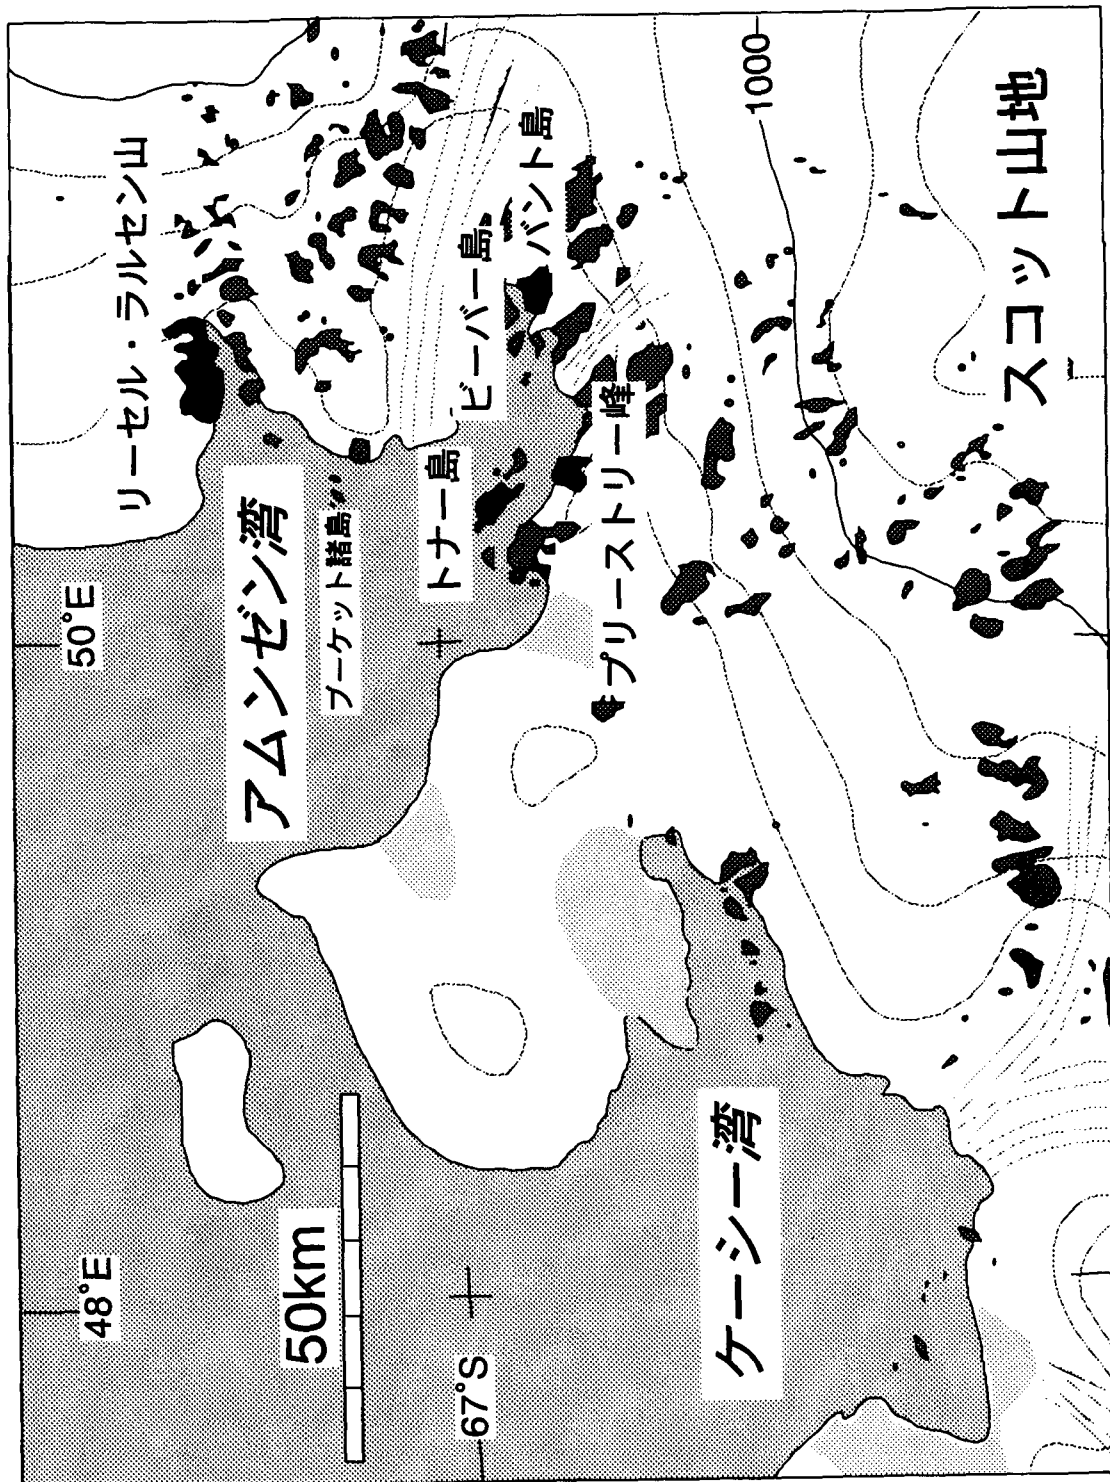 48°E
50°E
リーセル・ラルセン山
50km
アムンゼン湾
ブーケット諸島
67°S
トナー島
ビーバー島
バント島
プリーストリー峰
ケーシー湾
1000
スコット山地